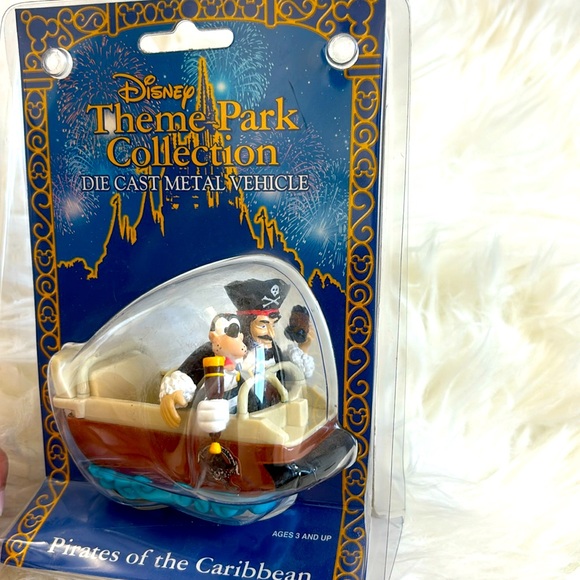 Disney
Theme Park
Collection
DIE CAST METAL VEHICLE
AGES 3 AND UP
Pirates of the Caribbean